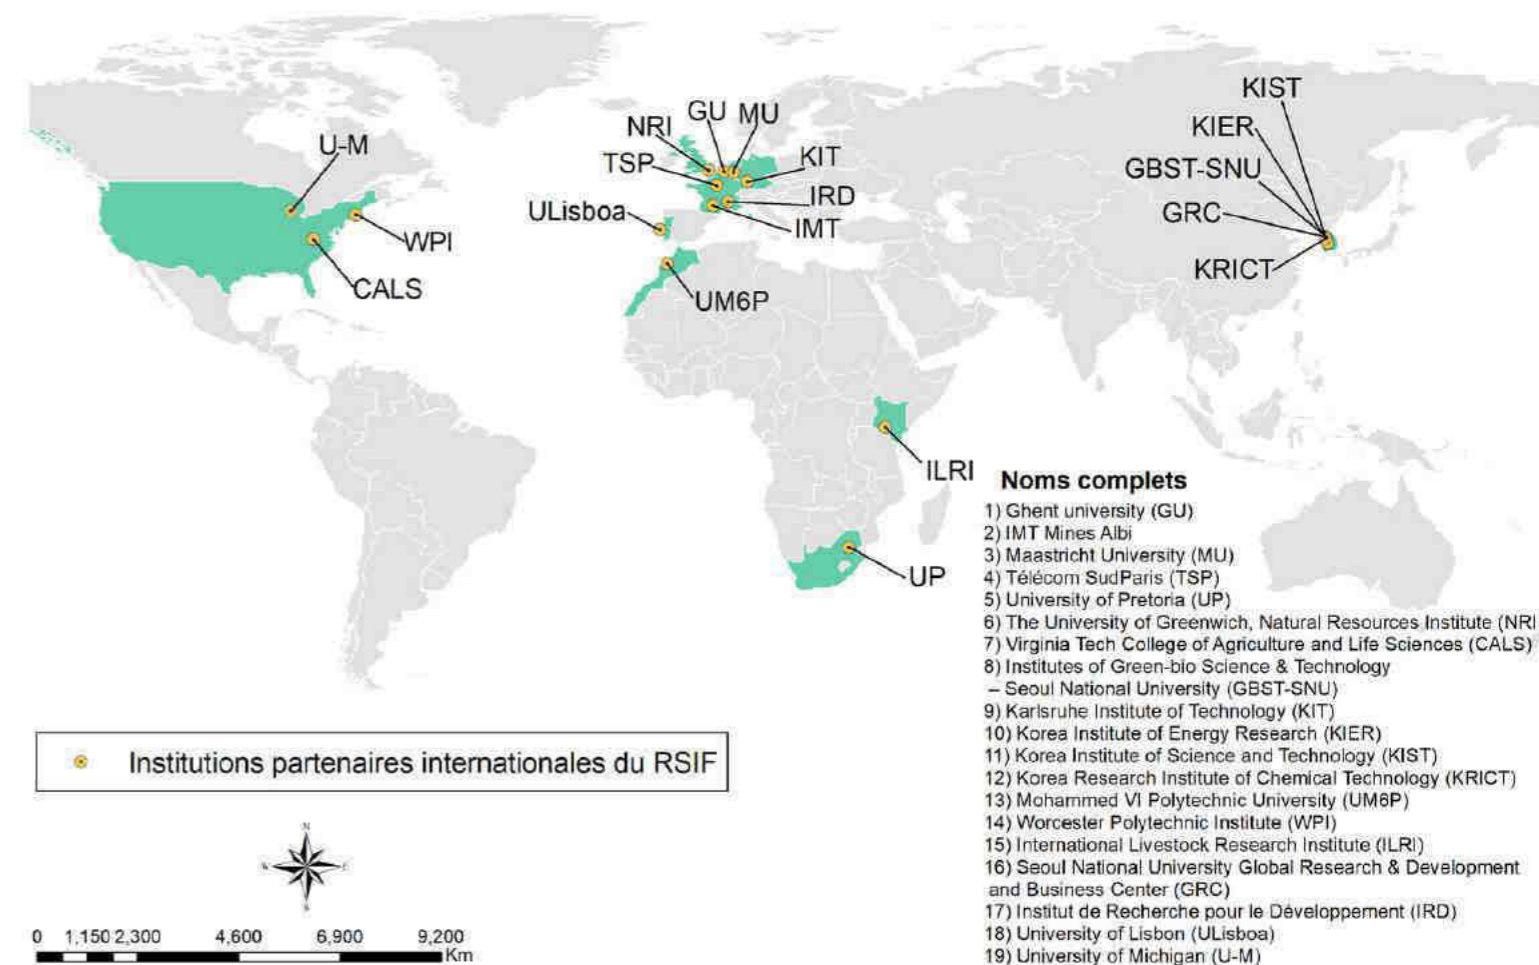 KIST
GU MU
NRI
KIER
U-M
TSP
KIT
GBST-SNU
IRD
ULisboa
GRC
IMT
WPI
KRICT
CALS
UM6P
ILRI
UP
Noms complets
1) Ghent university (GU)
2) IMT Mines Albi
3) Maastricht University (MU)
4) Télécom SudParis (TSP)
5) University of Pretoria (UP)
6) The University of Greenwich, Natural Resources Institute (NRI
7) Virginia Tech College of Agriculture and Life Sciences (CALS)
8) Institutes of Green-bio Science & Technology
– Seoul National University (GBST-SNU)
9) Karlsruhe Institute of Technology (KIT)
10) Korea Institute of Energy Research (KIER)
11) Korea Institute of Science and Technology (KIST)
12) Korea Research Institute of Chemical Technology (KRICT)
13) Mohammed VI Polytechnic University (UM6P)
14) Worcester Polytechnic Institute (WPI)
15) International Livestock Research Institute (ILRI)
16) Seoul National University Global Research & Development
and Business Center (GRC)
17) Institut de Recherche pour le Développement (IRD)
18) University of Lisbon (ULisboa)
19) University of Michigan (U-M)
Institutions partenaires internationales du RSIF
N
W E
S
0 1,150 2,300 4,600 6,900 9,200
Km